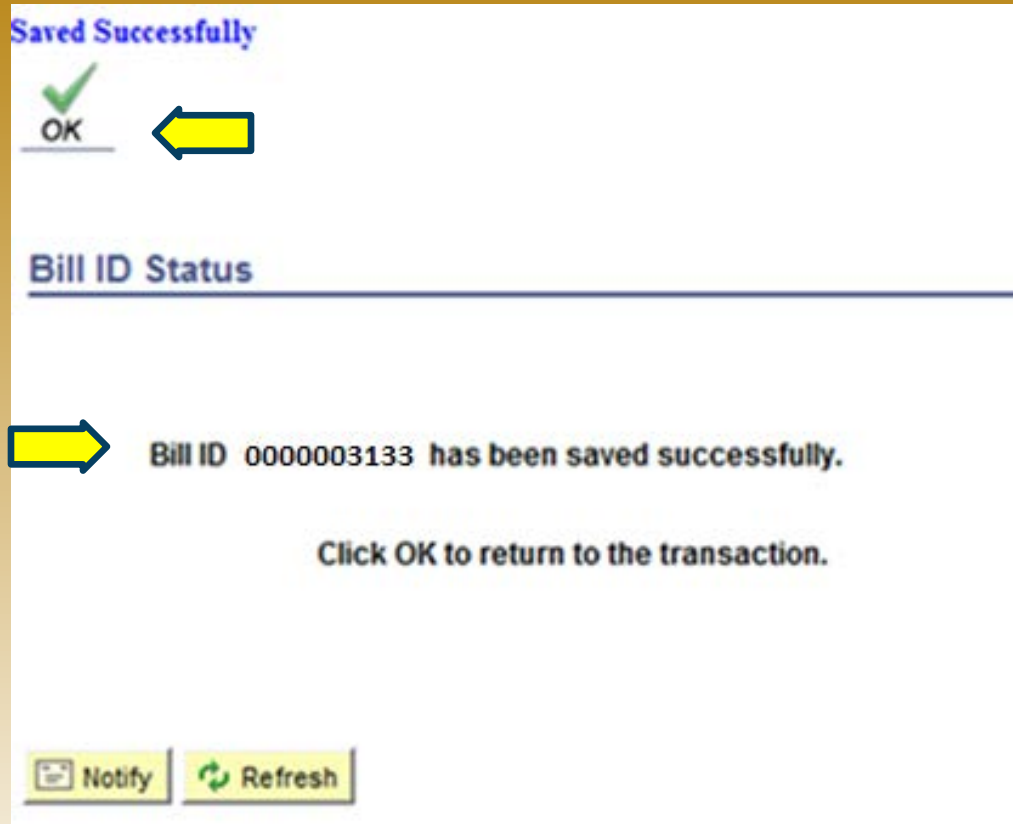 Saved Successfully
OK
Bill ID Status
Bill ID 0000003133 has been saved successfully.
Click OK to return to the transaction.
Notify Refresh